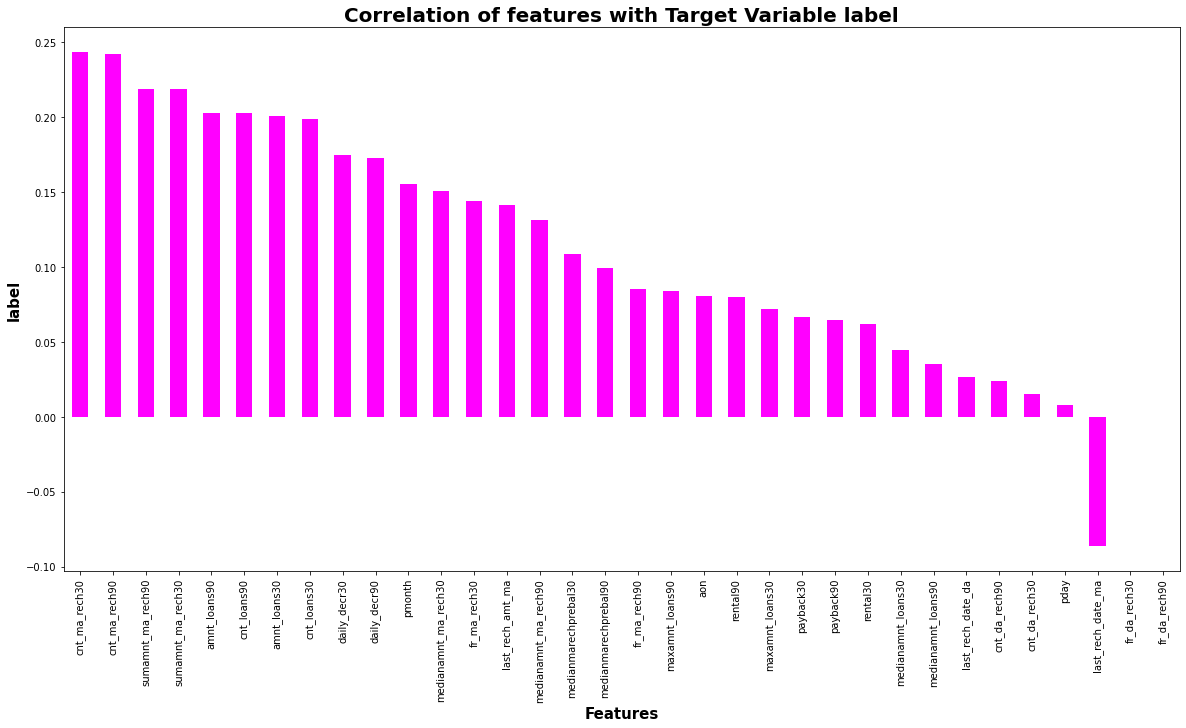 Correlation of features with Target Variable label
label
0.25
0.20
0.15
0.10
0.05
0.00
−0.05
−0.10
cnt_ma_rech30
cnt_ma_rech90
sumamnt_ma_rech90
sumamnt_ma_rech30
amnt_loans90
cnt_loans90
amnt_loans30
cnt_loans30
daily_decr30
daily_decr90
pmonth
medianamnt_ma_rech30
fr_ma_rech30
last_rech_amt_ma
medianamnt_ma_rech90
medianmarechprebal30
medianmarechprebal90
fr_ma_rech90
maxamnt_loans90
aon
rental90
maxamnt_loans30
payback30
payback90
rental30
medianamnt_loans30
medianamnt_loans90
last_rech_date_da
cnt_da_rech90
cnt_da_rech30
pday
last_rech_date_ma
fr_da_rech30
fr_da_rech90
Features